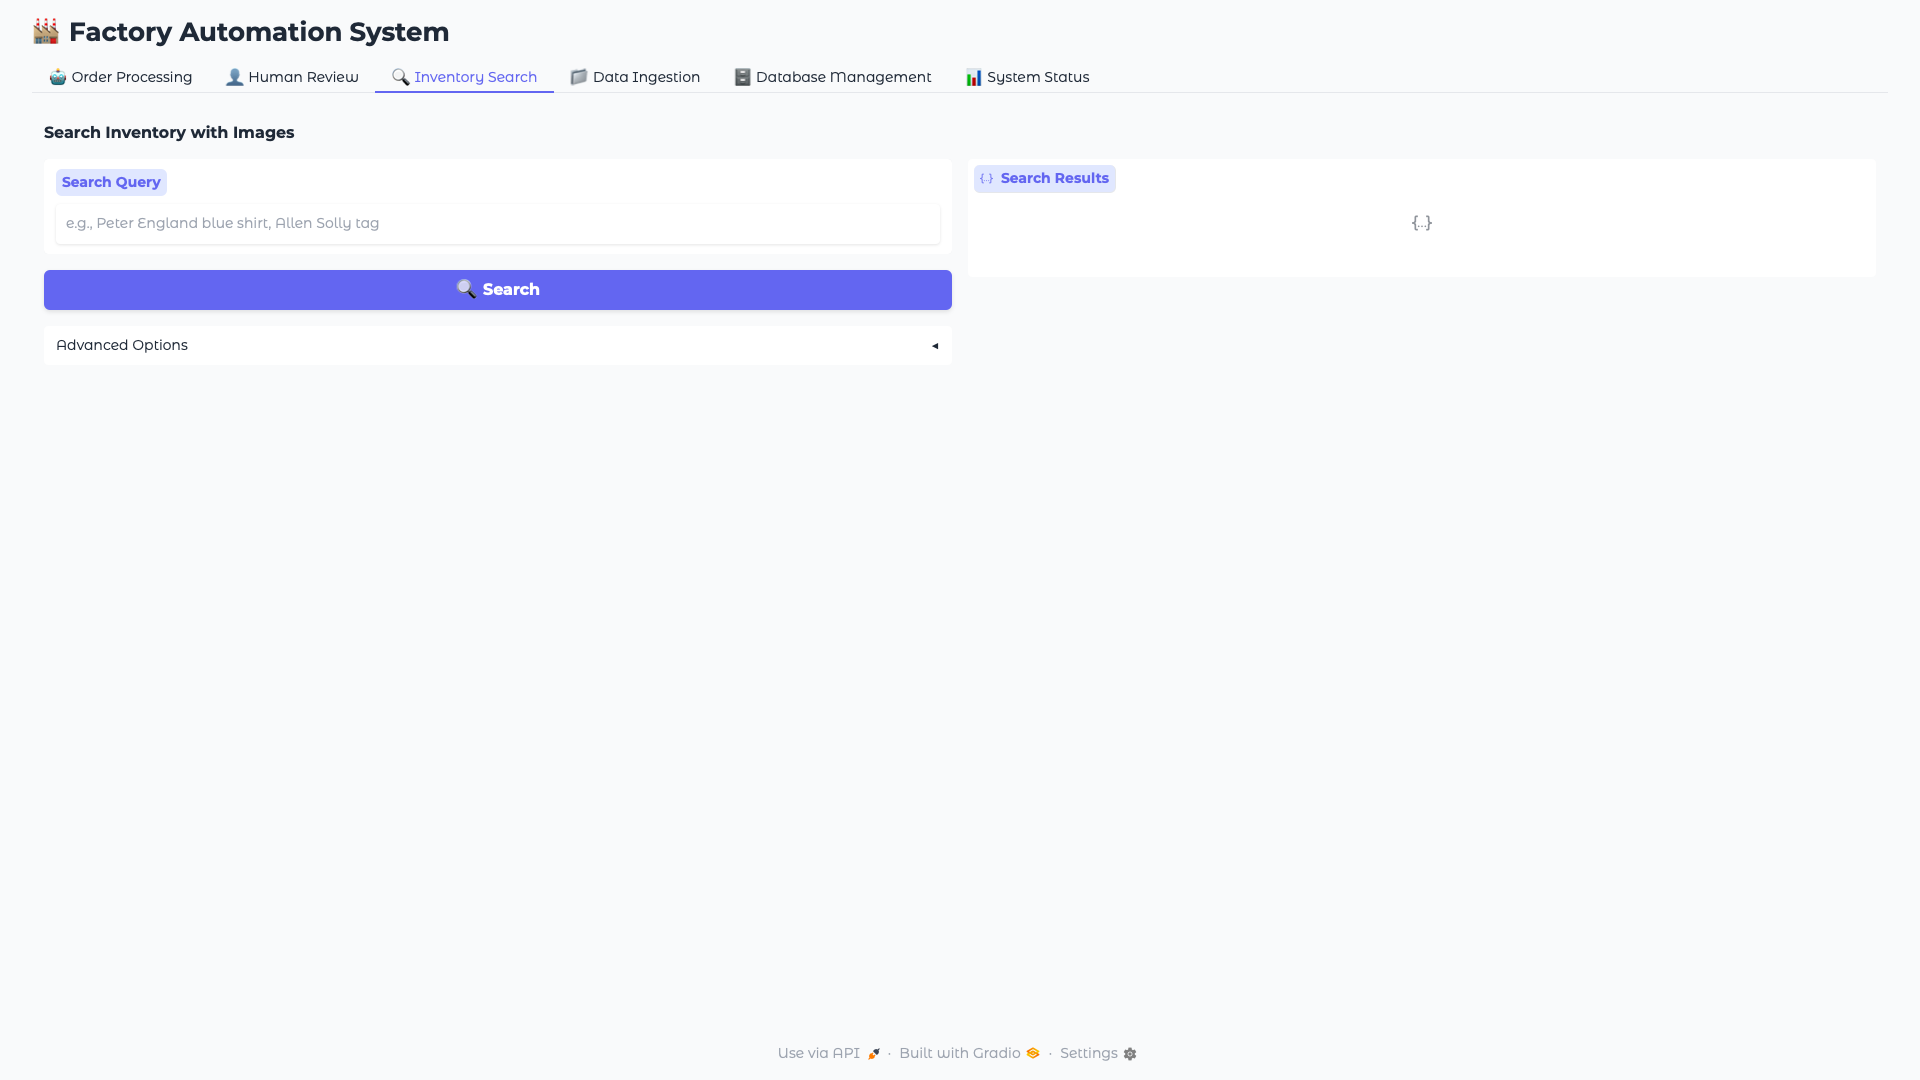 Factory Automation System
Order Processing
Human Review
Inventory Search
Data Ingestion
Database Management
System Status
Search Inventory with Images
Search Query
e.g., Peter England blue shirt, Allen Solly tag
Search
Advanced Options
{..} Search Results
{...}
Use via API · Built with Gradio · Settings